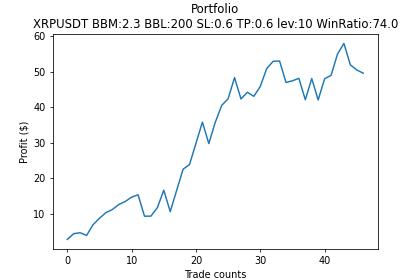 Portfolio
XRPUSDT BBM:2.3 BBL:200 SL:0.6 TP:0.6 lev:10 WinRatio:74.0
60
50
40
30
20
10
Profit ($)
0 10 20 30 40
Trade counts